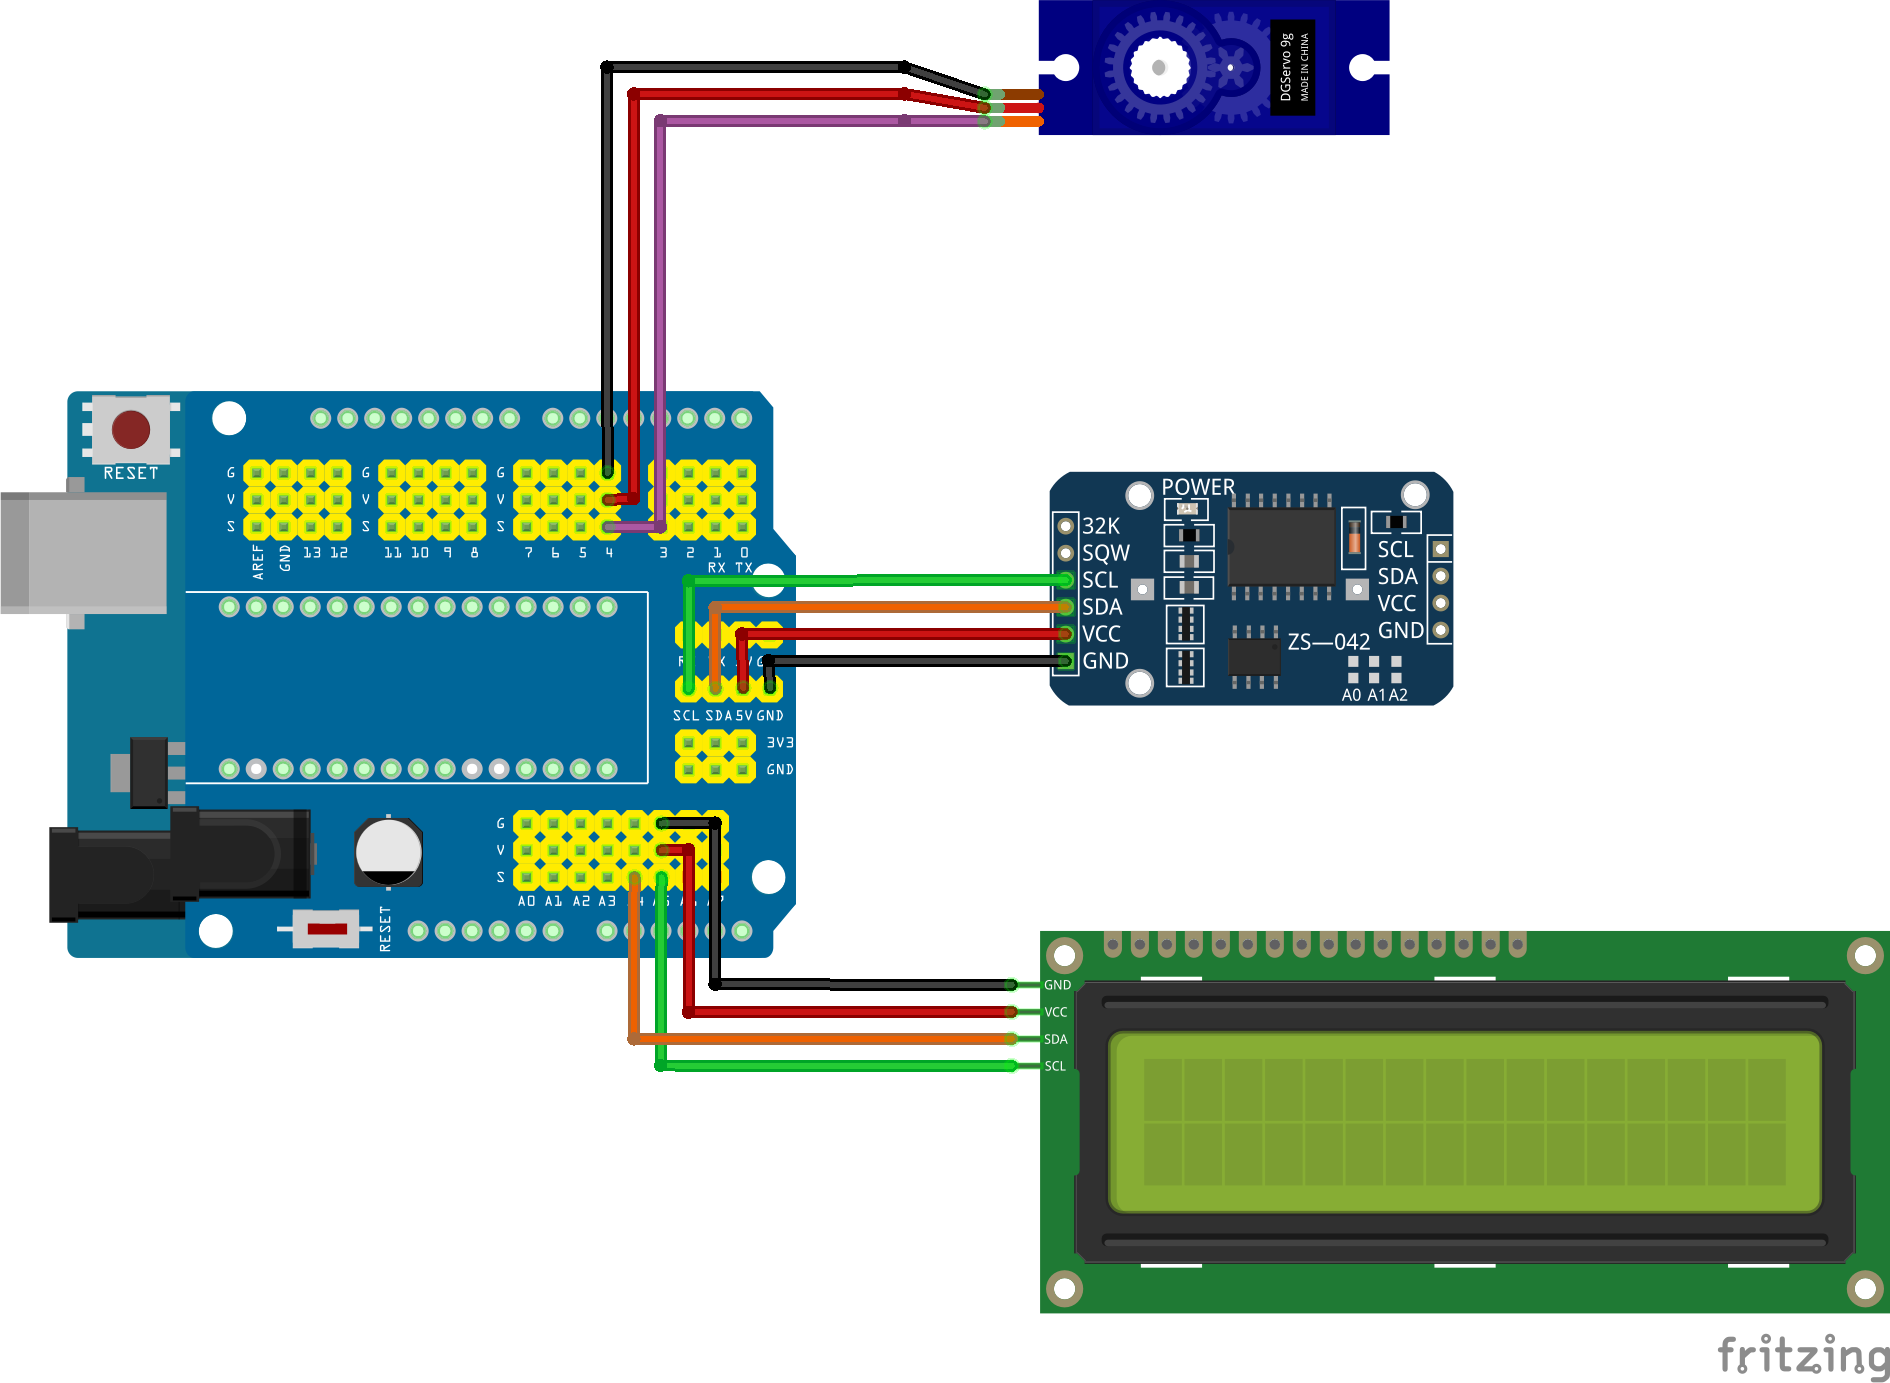 DGServo 9g
MADE IN CHINA
RESET
G G G
V V V
S S S
AREF GND 13 12 11 10 9 8 7 6 5 4 3 2 1 0
RX TX
SCL SDA 5V GND
3V3
GND
G
V
S
A0 A1 A2 A3
RESET
POWER
32K
SQW
SCL
SDA
VCC
GND
SCL
SDA
VCC
GND
ZS—042
A0 A1 A2
GND
VCC
SDA
SCL
fritzing